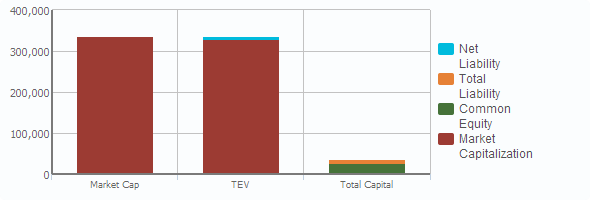 400,000
300,000
200,000
100,000
0
Market Cap
TEV
Total Capital
Net
Liability
Total
Liability
Common
Equity
Market
Capitalization